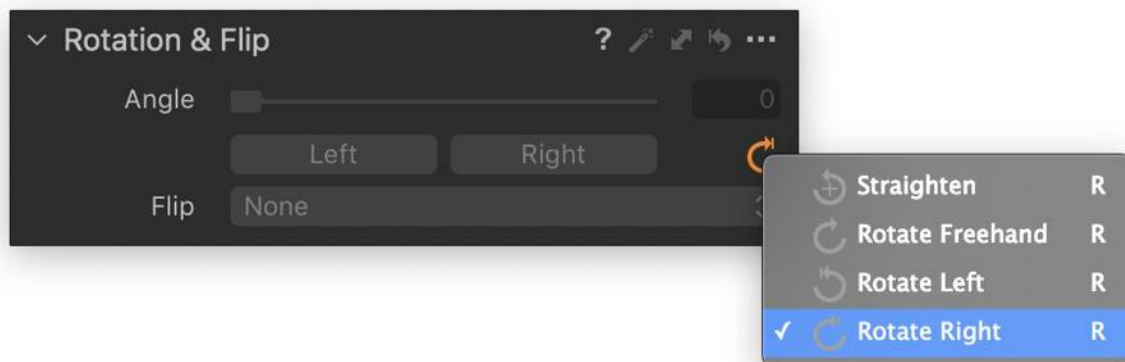 Rotation & Flip ? ...
Angle 0
Left Right
Flip None
Straighten R
Rotate Freehand R
Rotate Left R
✓ Rotate Right R